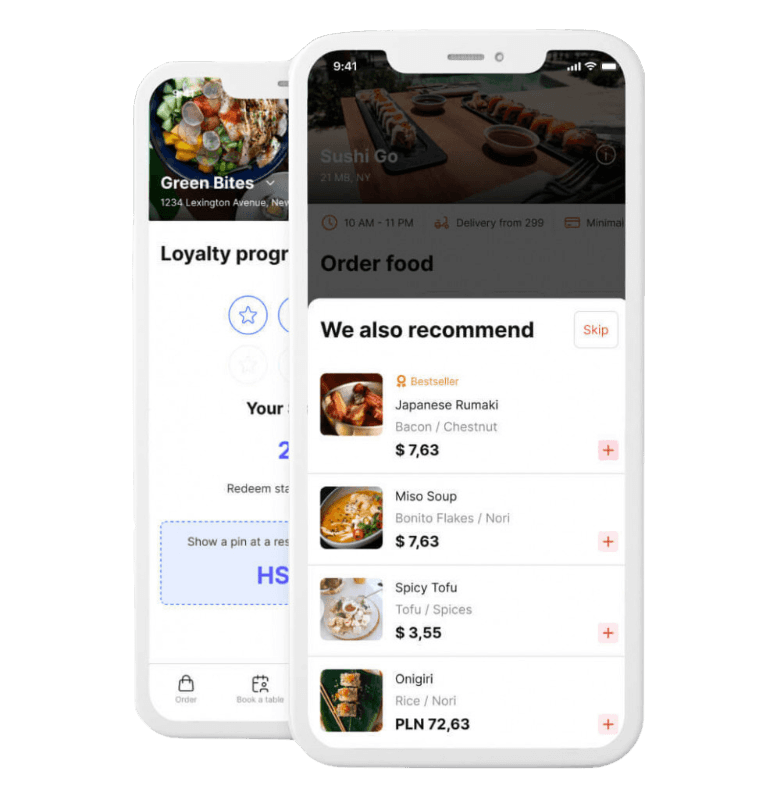 Green Bites
1234 Lexington Avenue, New
Loyalty progr
Your
2
Redeem sta
Show a pin at a res
HS
Order
Book a table
9:41
Sushi Go
21 MB, NY
10 AM - 11 PM
Delivery from 299
Minimal
Order food
We also recommend
Skip
Bestseller
Japanese Rumaki
Bacon / Chestnut
$ 7,63
Miso Soup
Bonito Flakes / Nori
$ 7,63
Spicy Tofu
Tofu / Spices
$ 3,55
Onigiri
Rice / Nori
PLN 72,63